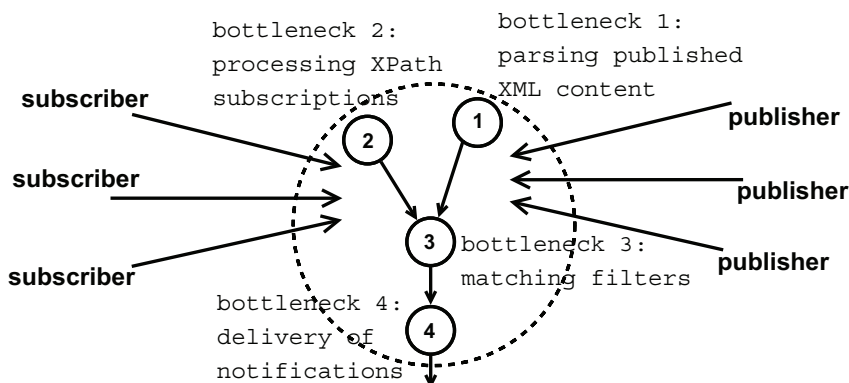 bottleneck 2:
processing XPath
subscriptions
bottleneck 1:
parsing published
XML content
subscriber
subscriber
subscriber
publisher
publisher
publisher
2
1
3
bottleneck 3:
matching filters
bottleneck 4:
delivery of
notifications
4